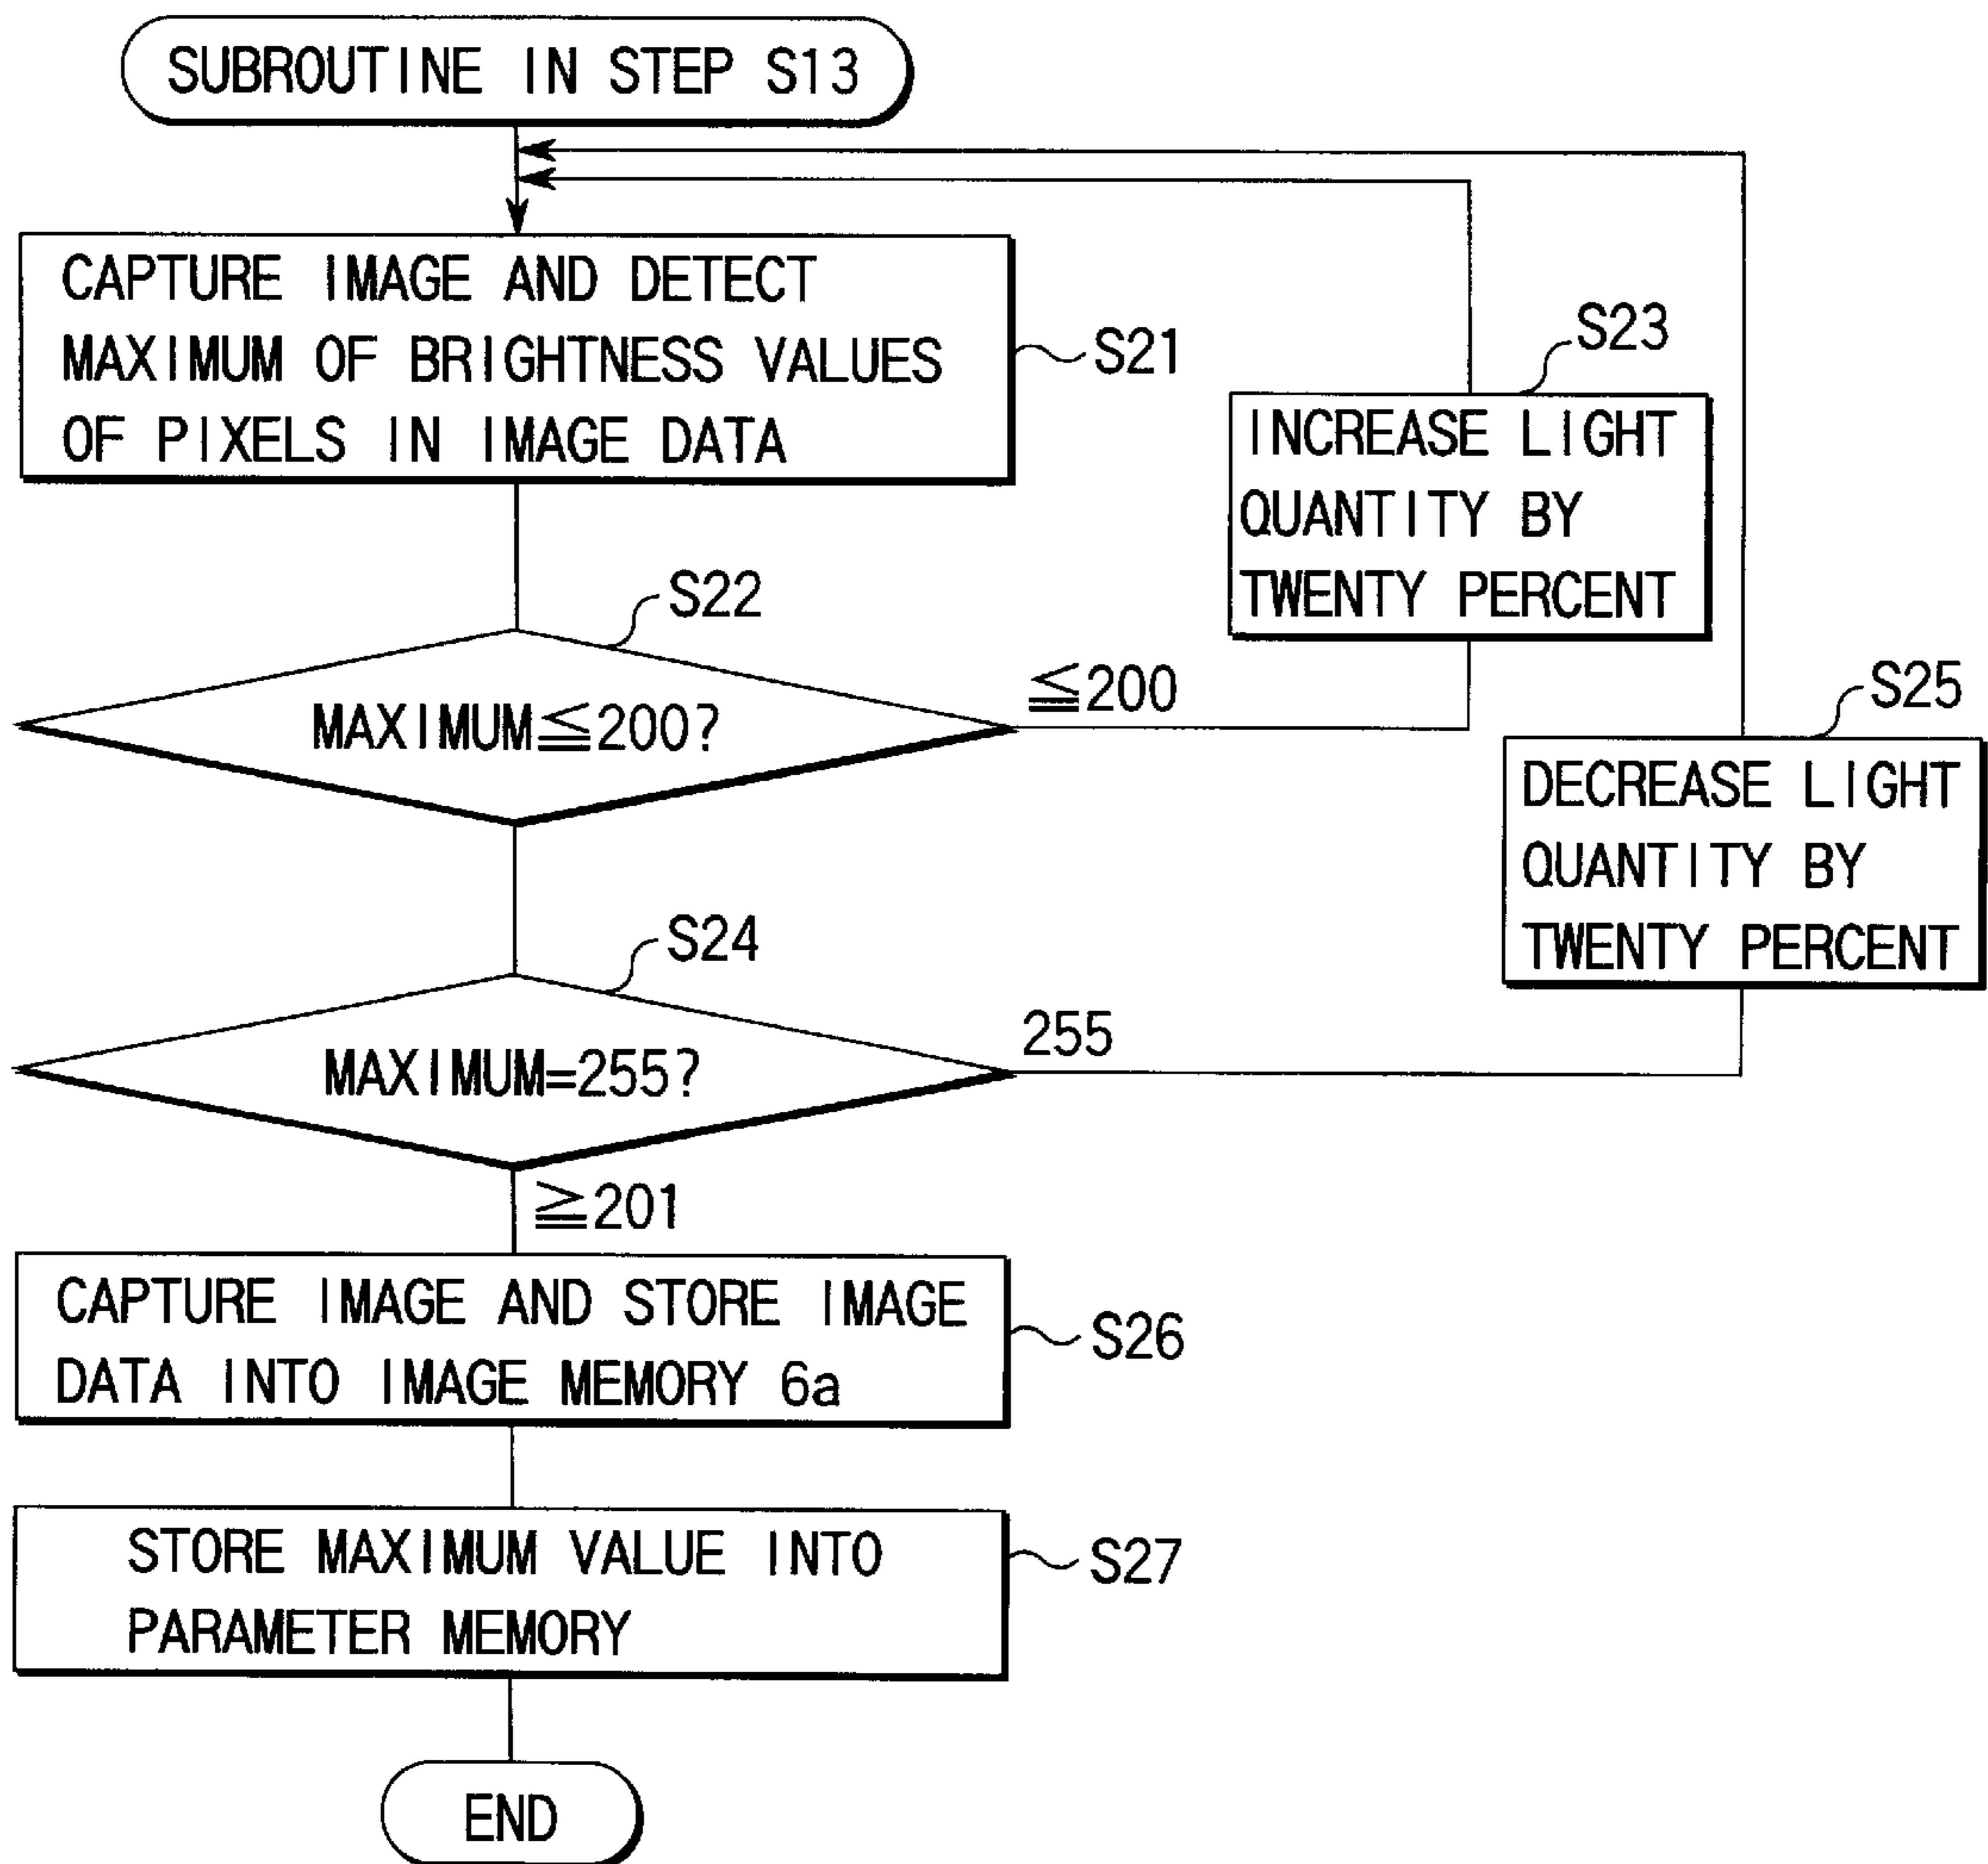 SUBROUTINE IN STEP S13
CAPTURE IMAGE AND DETECT
MAXIMUM OF BRIGHTNESS VALUES
OF PIXELS IN IMAGE DATA
S21
S22
MAXIMUM≦200?
≦200
S23
INCREASE LIGHT
QUANTITY BY
TWENTY PERCENT
S24
MAXIMUM=255?
255
S25
DECREASE LIGHT
QUANTITY BY
TWENTY PERCENT
≧201
CAPTURE IMAGE AND STORE IMAGE
DATA INTO IMAGE MEMORY 6a
S26
STORE MAXIMUM VALUE INTO
PARAMETER MEMORY
S27
END